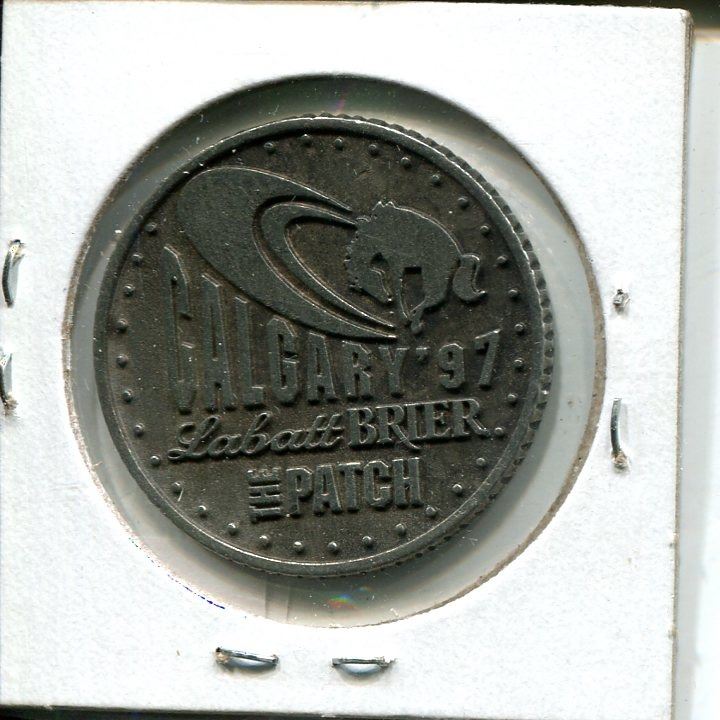 CALGARY '97
Labatt BRIER
THE PATCH